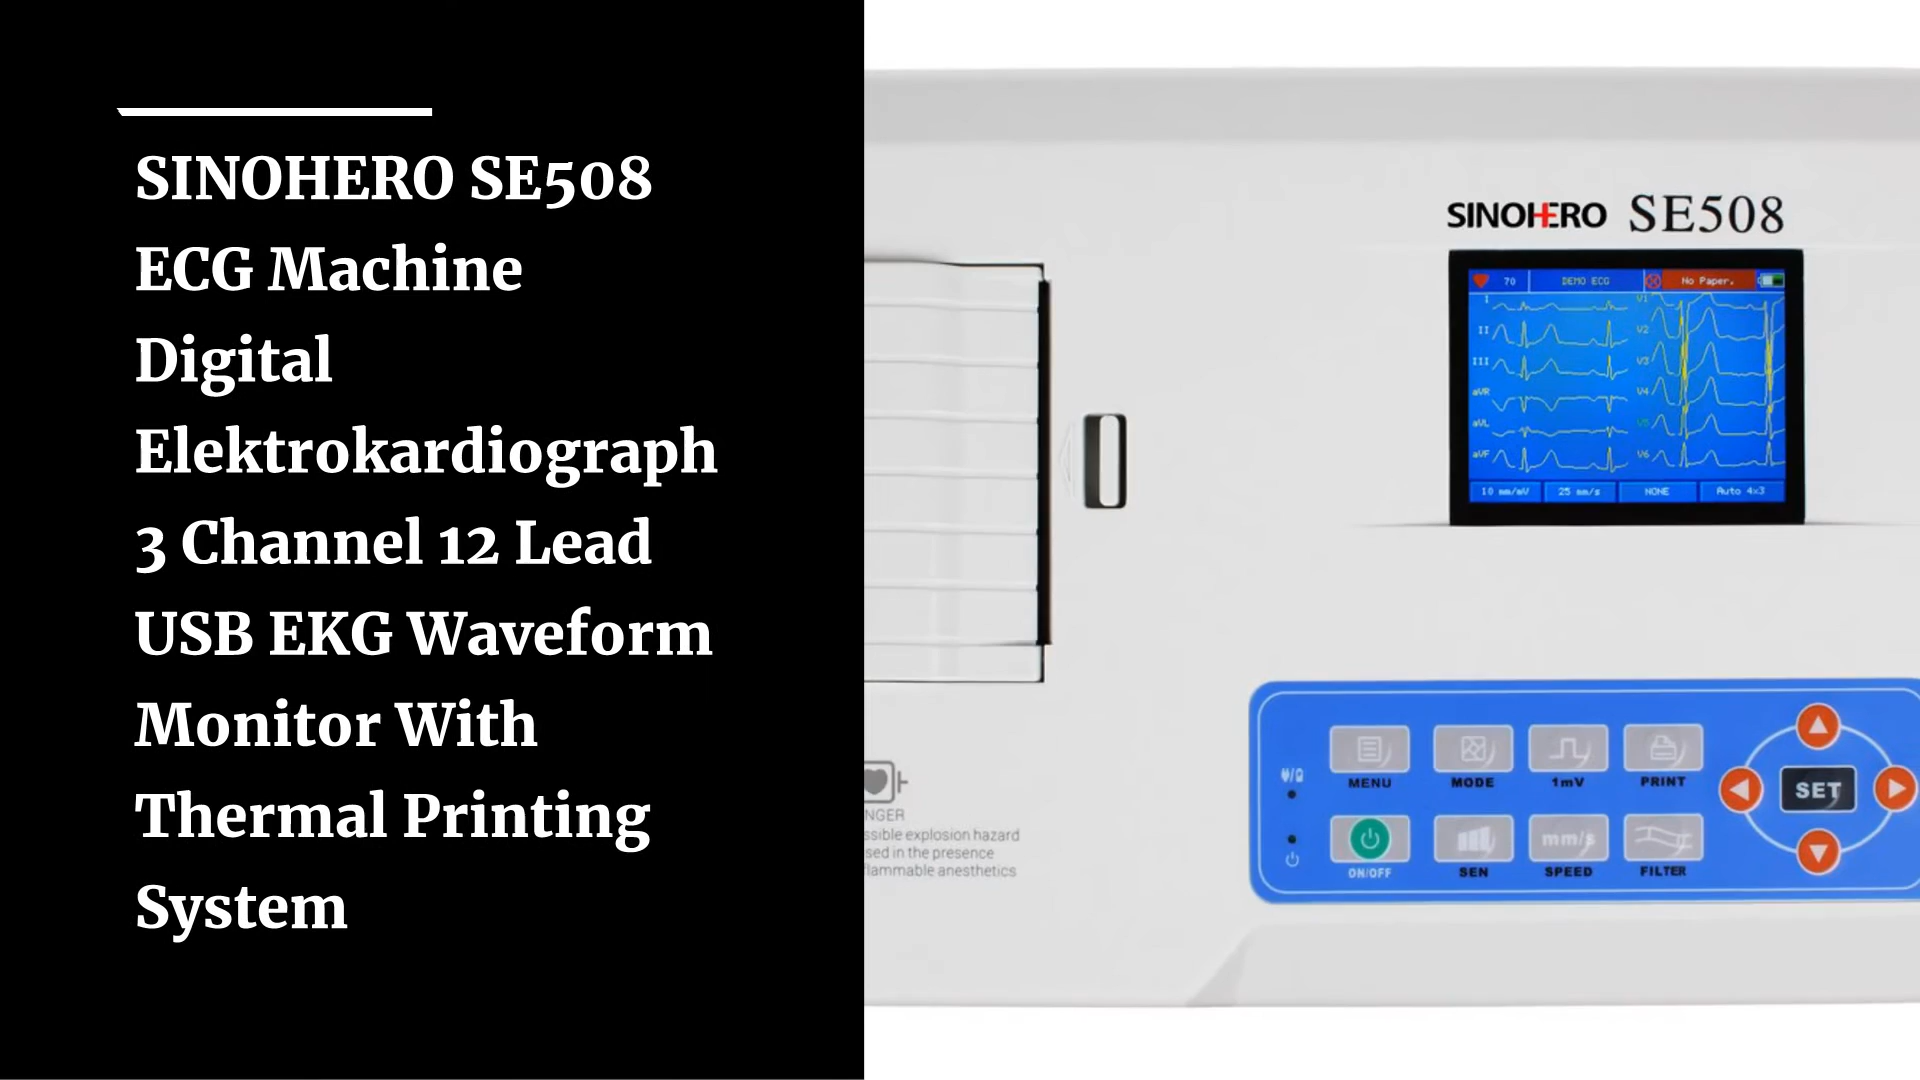 SINOHERO SE508
ECG Machine
Digital
Elektrokardiograph
3 Channel 12 Lead
USB EKG Waveform
Monitor With
Thermal Printing
System
SINOHERO SE508
70 DEMO ECG No Paper.
I V1
II V2
III V3
aVR V4
aVL V5
aVF V6
10 mm/mV 25 mm/s NONE Auto 4x3
MENU MODE 1mV PRINT
SET
mm/s
ON/OFF SEN SPEED FILTER
NGER
ssible explosion hazard
sed in the presence
flammable anesthetics